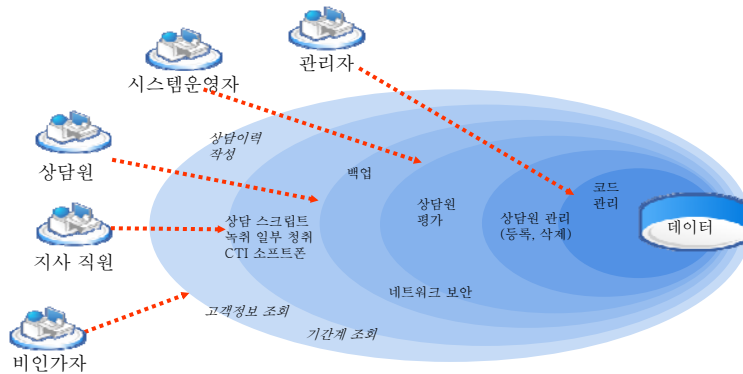 관리자
시스템운영자
상담원
지사 직원
비인가자
상담이력
작성
백업
상담 스크립트
녹취 일부 청취
CTI 소프트폰
상담원
평가
상담원 관리
(등록, 삭제)
코드
관리
데이터
네트워크 보안
고객정보 조회
기간계 조회